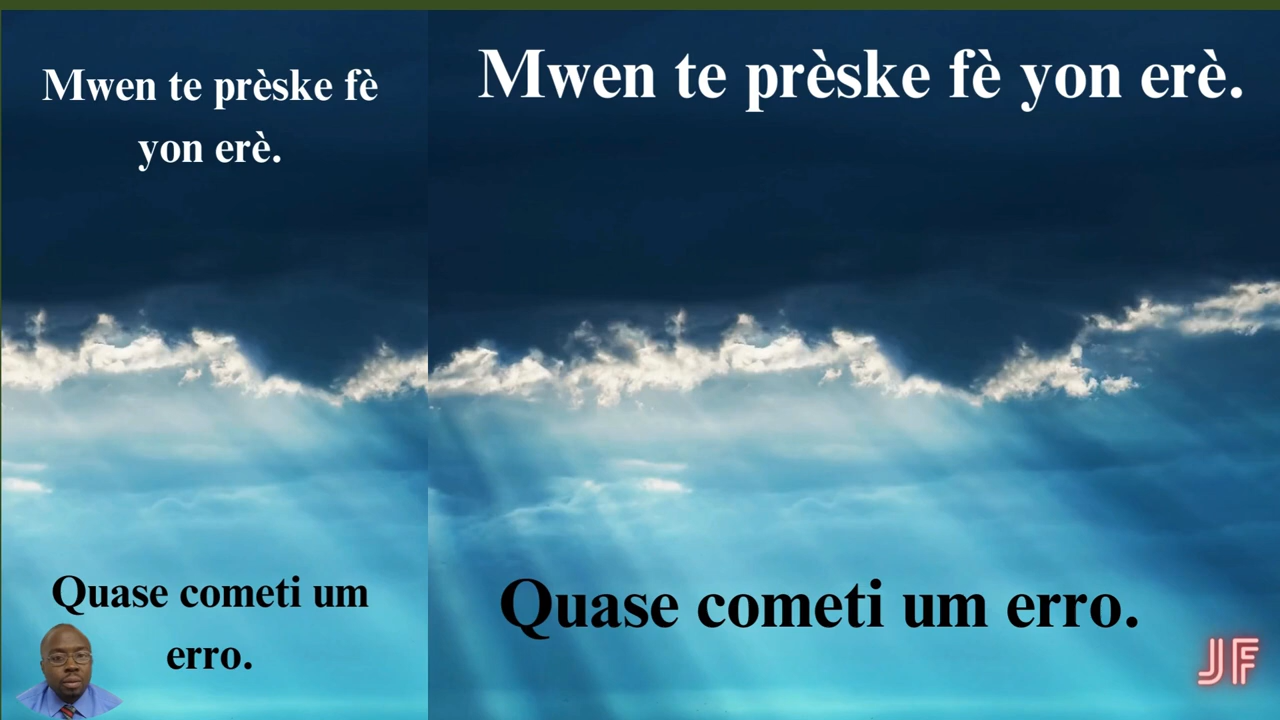 Mwen te prèske fè
yon erè.
Quase cometi um
erro.
Mwen te prèske fè yon erè.
Quase cometi um erro.
JF